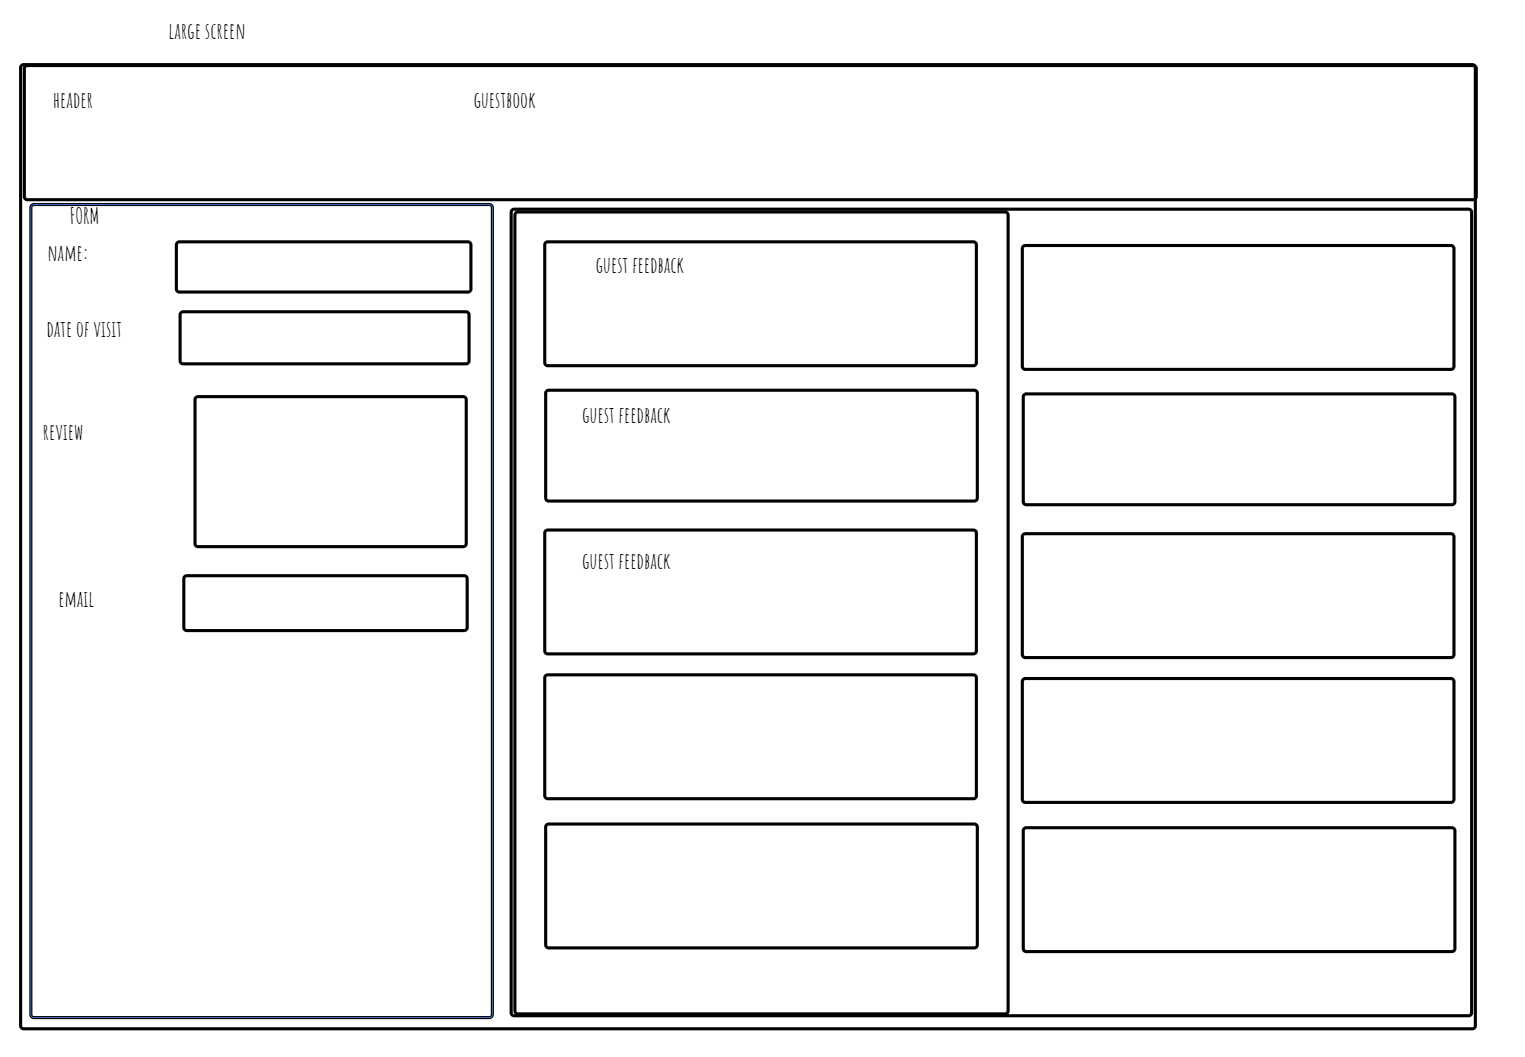 LARGE SCREEN
HEADER
GUESTBOOK
FORM
NAME:
DATE OF VISIT
REVIEW
EMAIL
GUEST FEEDBACK
GUEST FEEDBACK
GUEST FEEDBACK